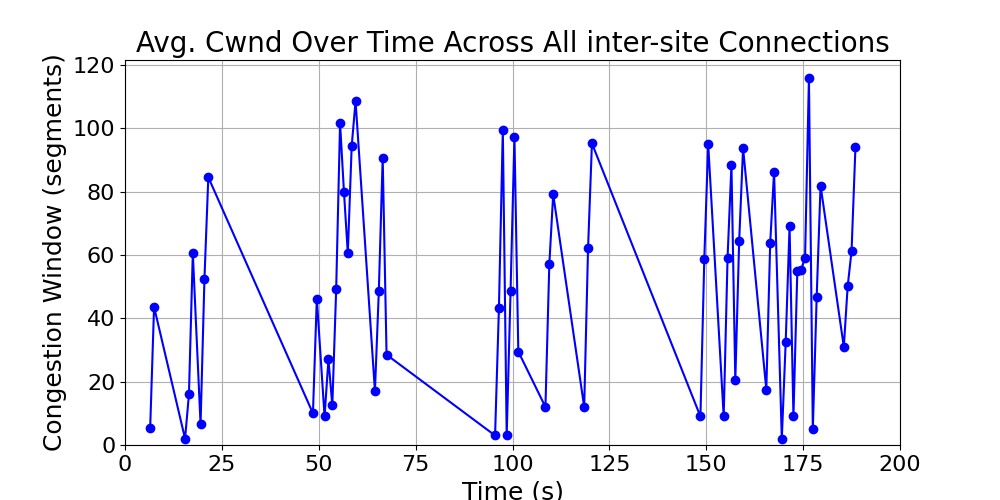 Avg. Cwnd Over Time Across All inter-site Connections
Congestion Window (segments)
120
100
80
60
40
20
0
0 25 50 75 100 125 150 175 200
Time (s)